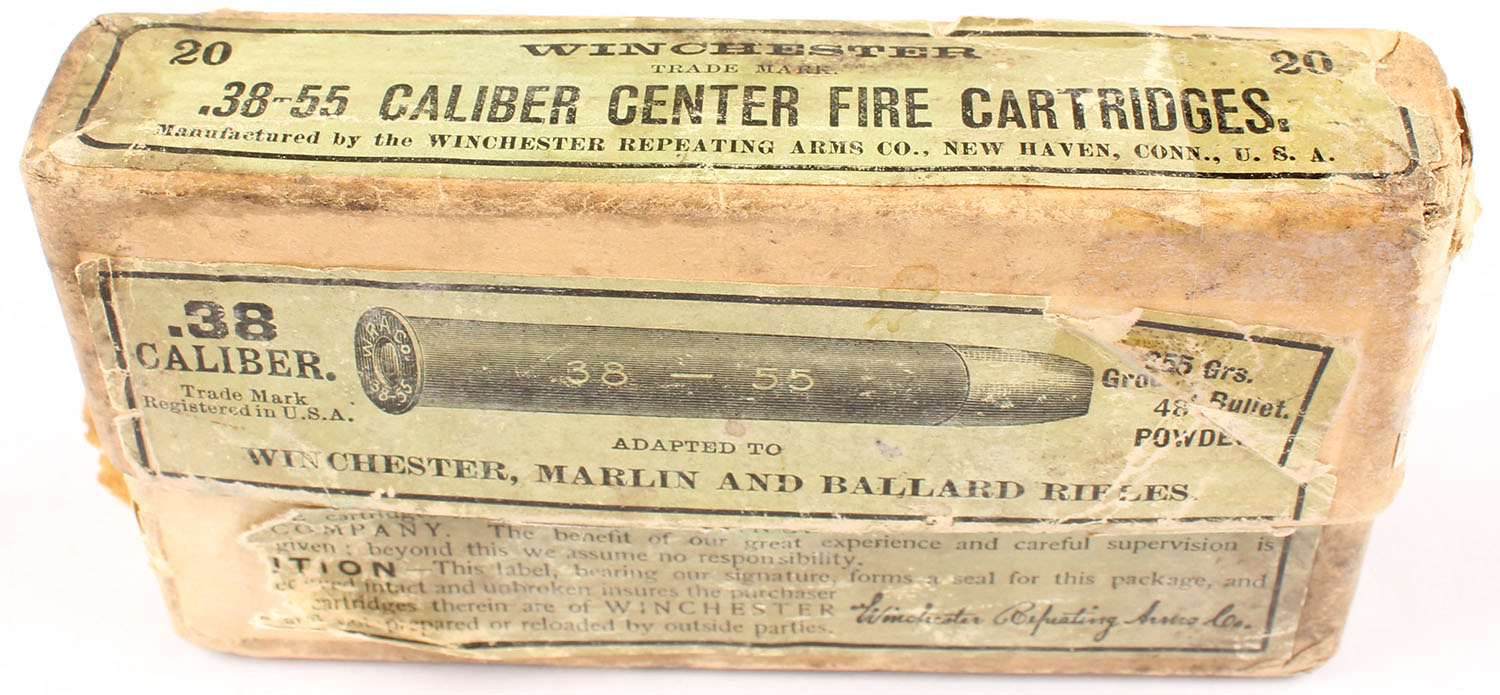 20 WINCHESTER 20
TRADE MARK.
.38-55 CALIBER CENTER FIRE CARTRIDGES.
Manufactured by the WINCHESTER REPEATING ARMS CO., NEW HAVEN, CONN., U. S. A.
.38
CALIBER.
Trade Mark
Registered in U.S.A.
W.R.A.Co.
38-55
38 — 55
Grs.
Bullet.
48
ADAPTED TO
WINCHESTER, MARLIN AND BALLARD RIFLES.
COMPANY. The benefit of our great experience and careful supervision is
given; beyond this we assume no responsibility.
—This label, bearing our signature, forms a seal for this package, and
intact and unbroken insures the purchaser
cartridges therein are of WINCHESTER
prepared or reloaded by outside parties.
Winchester Repeating Arms Co.